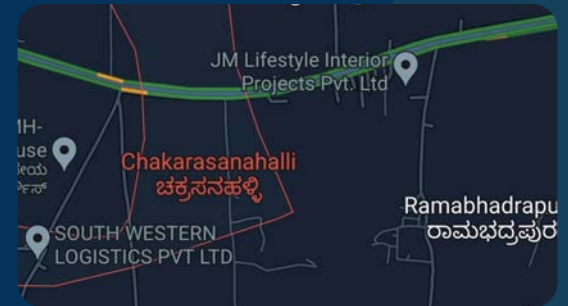 JM Lifestyle Interior
Projects Pvt. Ltd
Chakarasanahalli
ಚಕ್ರಸನಹಳ್ಳಿ
SOUTH WESTERN
LOGISTICS PVT LTD
Ramabhadrapu
ರಾಮಭದ್ರಪುರ